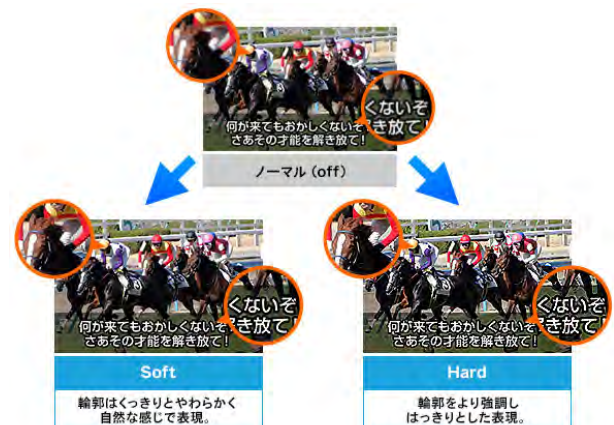 くないぞ
き放て!
何が来てもおかしくないぞ
さあその才能を解き放て!
ノーマル (off)
くないぞ
き放て!
何が来てもおかしくないぞ
さあその才能を解き放て!
Soft
輪郭はくっきりとやわらかく
自然な感じで表現。
くないぞ
き放て!
何が来てもおかしくないぞ
さあその才能を解き放て!
Hard
輪郭をより強調し
はっきりとした表現。